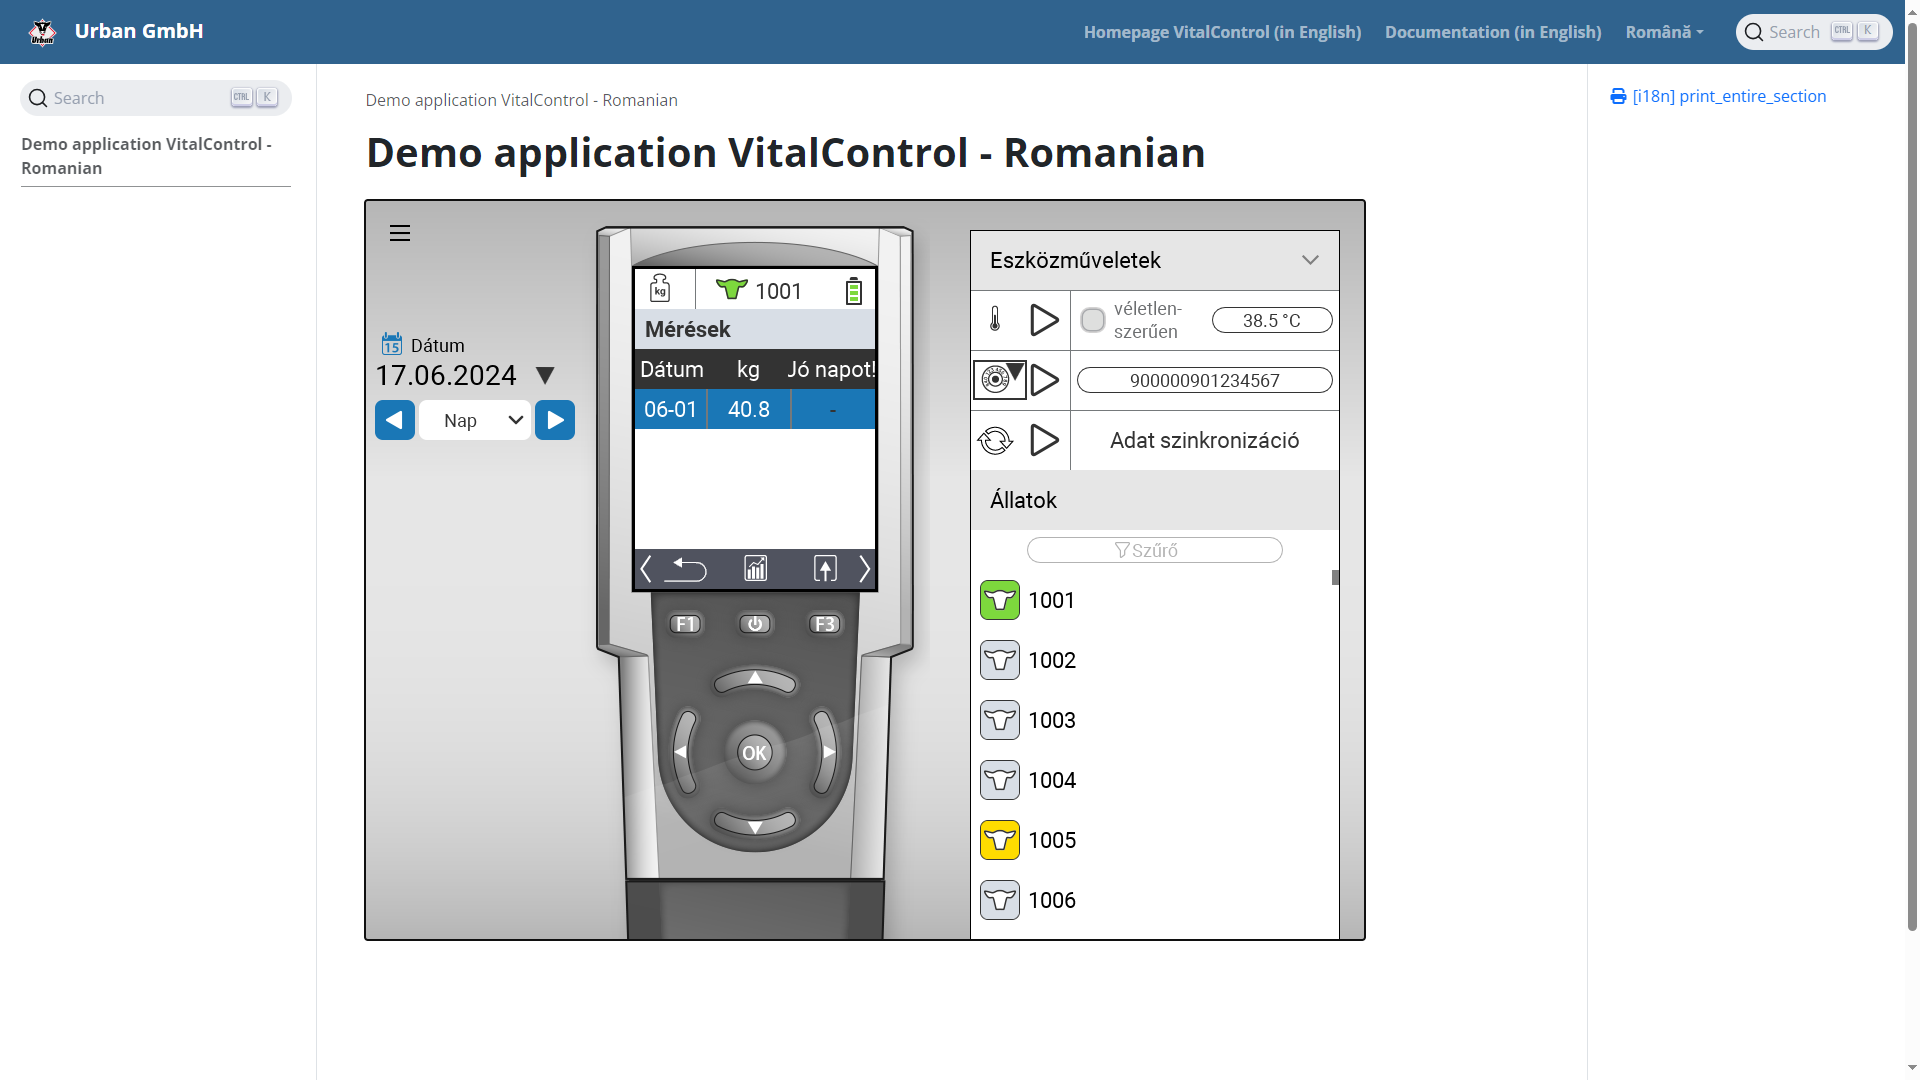 Urban GmbH
Homepage VitalControl (in English)
Documentation (in English)
Română
Search CTRL K
Search CTRL K
Demo application VitalControl -
Romanian
Demo application VitalControl - Romanian
Demo application VitalControl - Romanian
[i18n] print_entire_section
15 Dátum
17.06.2024
Nap
kg 1001
Mérések
Dátum kg Jó napot!
06-01 40.8 -
F1 F3
OK
Eszközműveletek
véletlen-
szerűen
38.5 °C
900000901234567
Adat szinkronizáció
Állatok
Szűrő
1001
1002
1003
1004
1005
1006